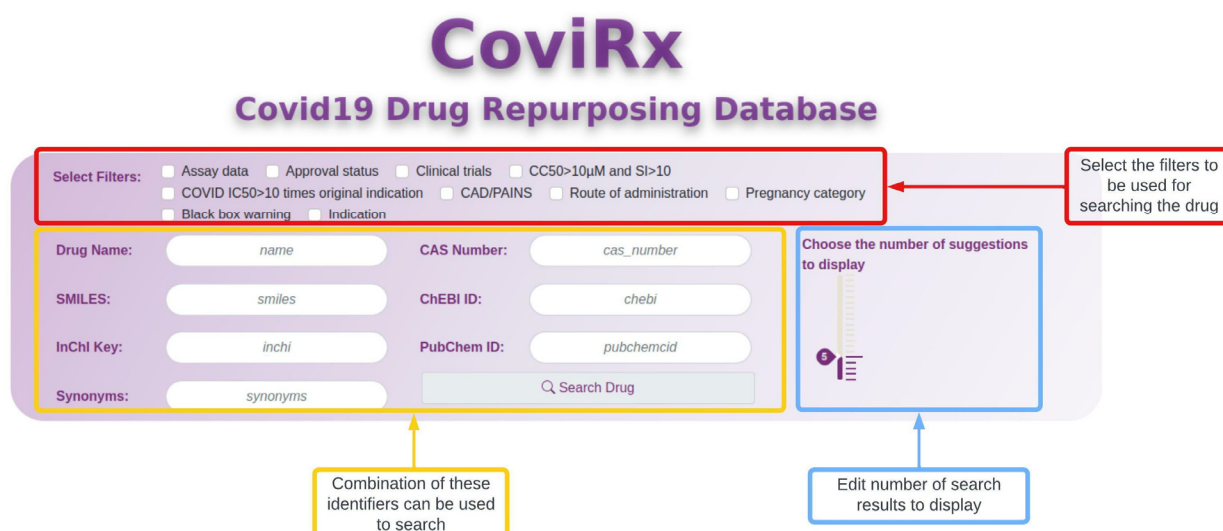 CoviRx
Covid19 Drug Repurposing Database
Select Filters: Assay data Approval status Clinical trials CC50>10μM and SI>10
COVID IC50>10 times original indication CAD/PAINS Route of administration Pregnancy category
Black box warning Indication
Select the filters to
be used for
searching the drug
Drug Name: name CAS Number: cas_number
SMILES: smiles ChEBI ID: chebi
InChI Key: inchi PubChem ID: pubchemcid
Synonyms: synonyms Search Drug
Choose the number of suggestions
to display
5
Combination of these
identifiers can be used
to search
Edit number of search
results to display